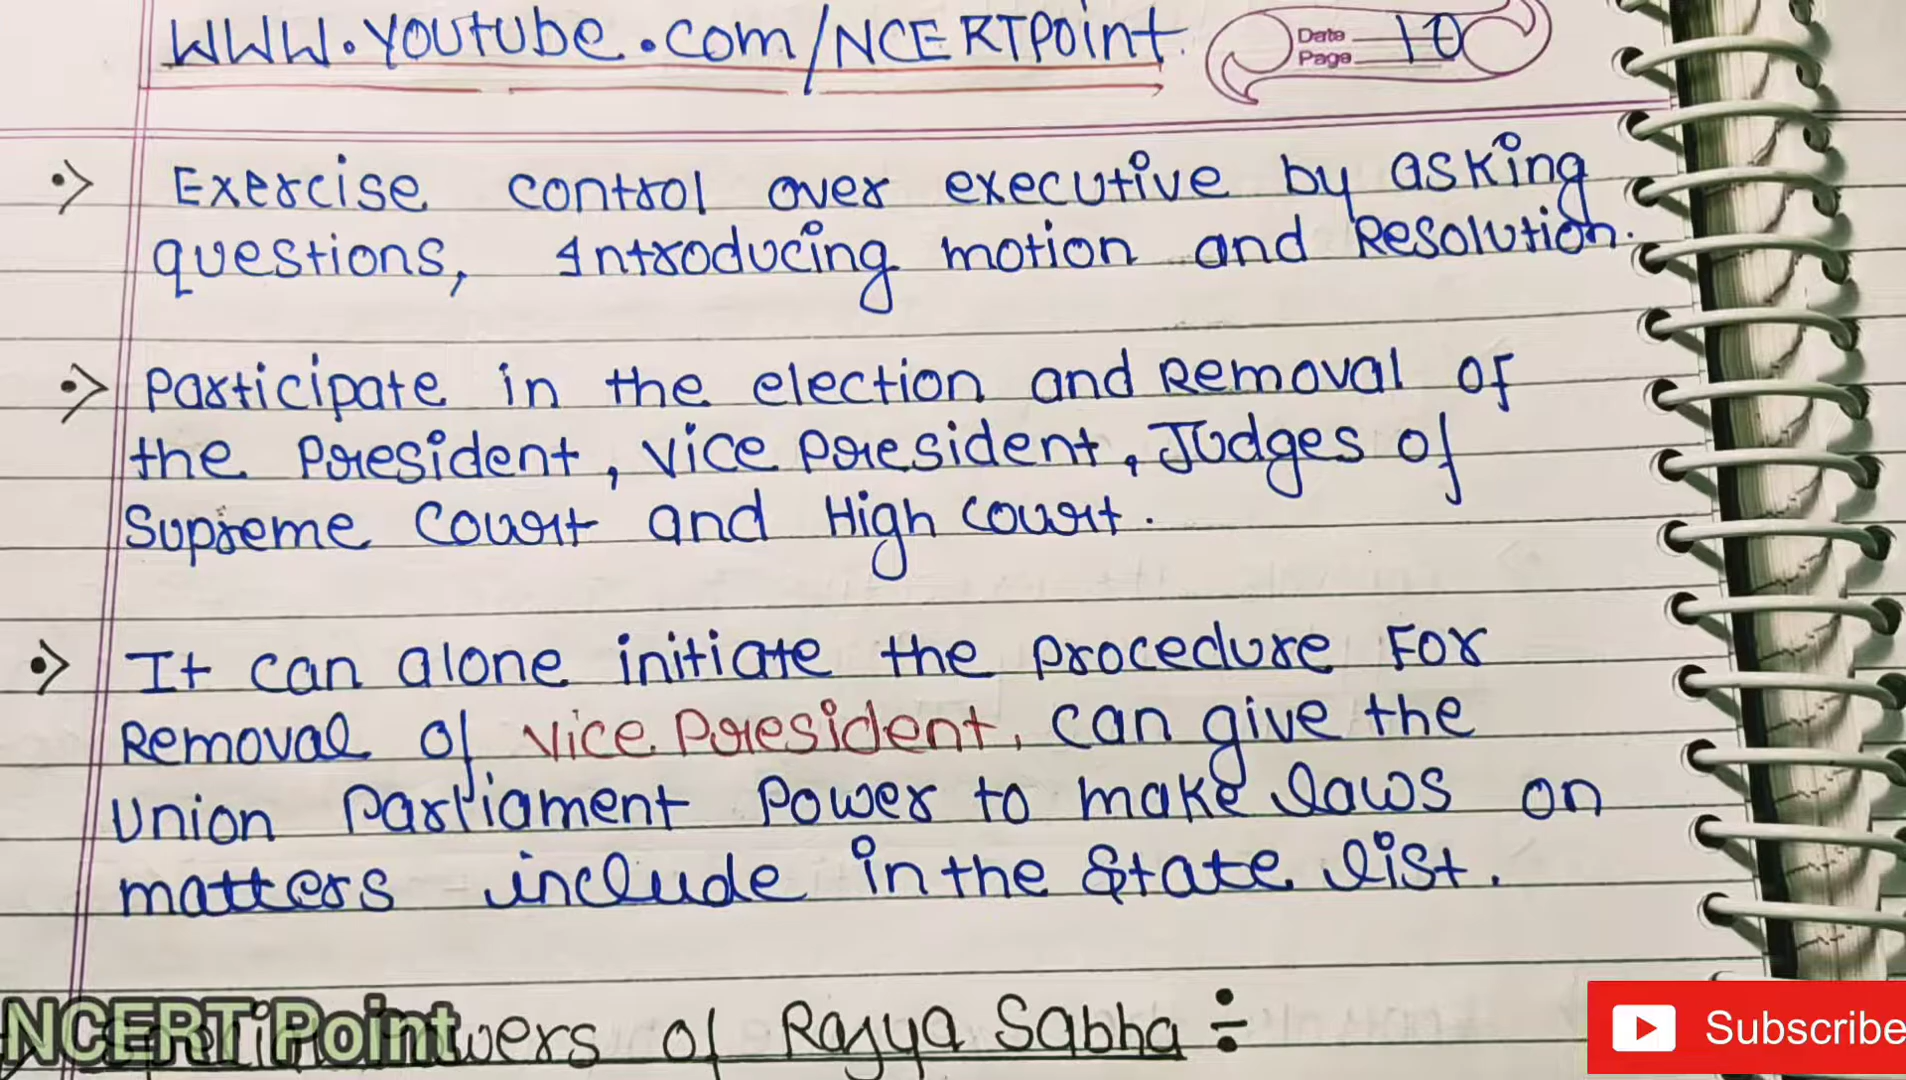 www.youtube.com/NCERTPoint
Date
Page 10
Exercise control over executive by asking
questions, Introducing motion and Resolution.
Participate in the election and Removal of
the President, Vice President, Judges of
Supreme Court and High Court.
It can alone initiate the procedure For
Removal of Vice President, can give the
Union Parliament Power to make laws on
matters include in the State list.
NCERT Point
Powers of Rajya Sabha ÷
Subscribe